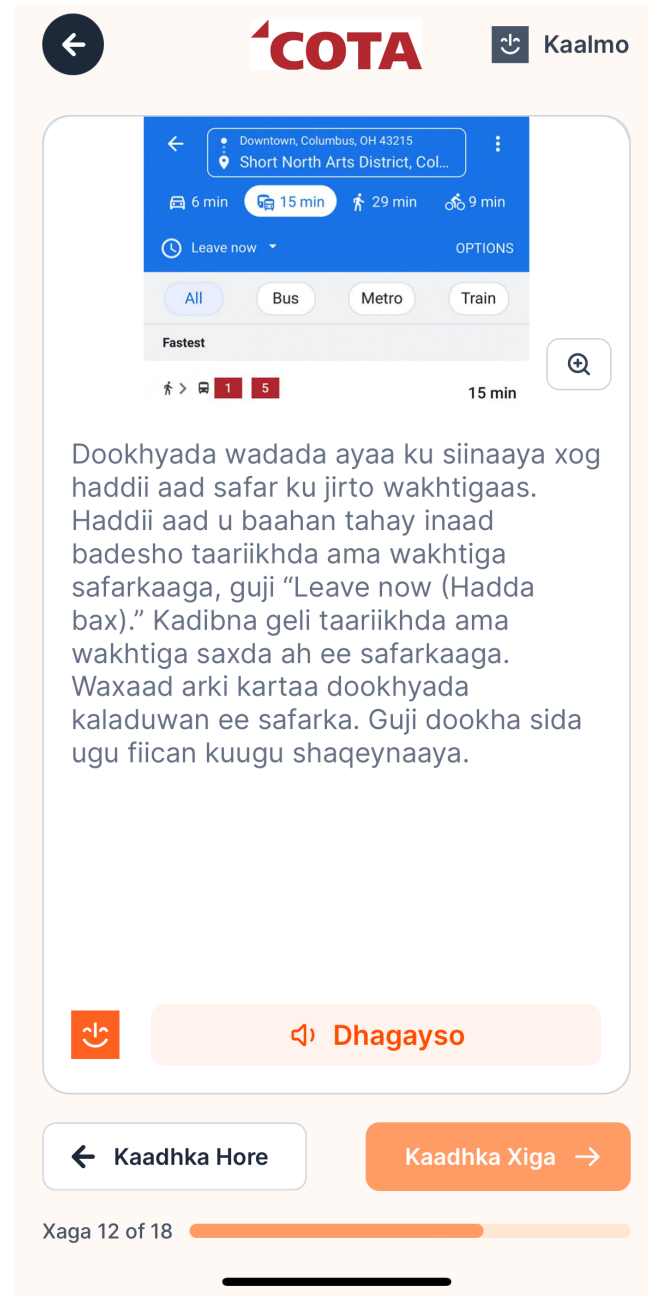 COTA
Kaalmo
Downtown, Columbus, OH 43215
Short North Arts District, Col...
6 min 15 min 29 min 9 min
Leave now OPTIONS
All Bus Metro Train
Fastest
1 5 15 min
Dookhyada wadada ayaa ku siinaaya xog
haddii aad safar ku jirto wakhtigaas.
Haddii aad u baahan tahay inaad
badesho taariikhda ama wakhtiga
safarkaaga, guji “Leave now (Hadda
bax).” Kadibna geli taariikhda ama
wakhtiga saxda ah ee safarkaaga.
Waxaad arki kartaa dookhyada
kaladuwan ee safarka. Guji dookha sida
ugu fiican kuugu shaqeynaaya.
Dhagayso
Kaadhka Hore Kaadhka Xiga
Xaga 12 of 18